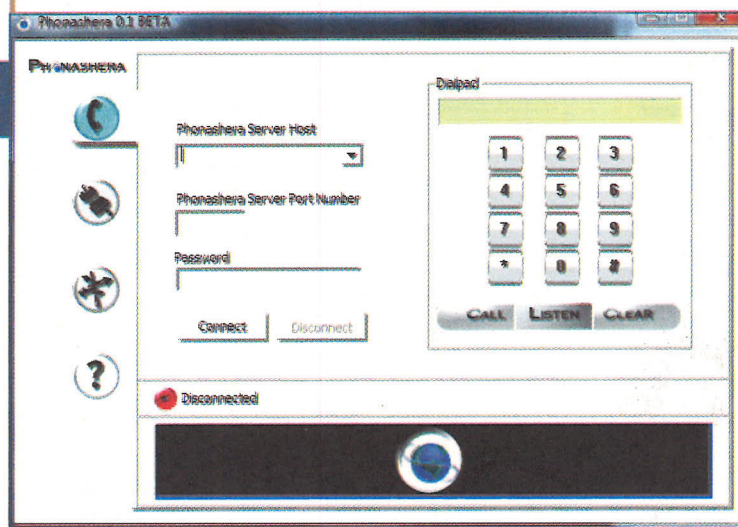 Phonashera 0.1 BETA
PHONASHERA
Phonashera Server Host
Phonashera Server Port Number
Password
Connect
Disconnect
Disconnected
Dialpad
1 2 3
4 5 6
7 8 9
* 0 #
CALL LISTEN CLEAR
?